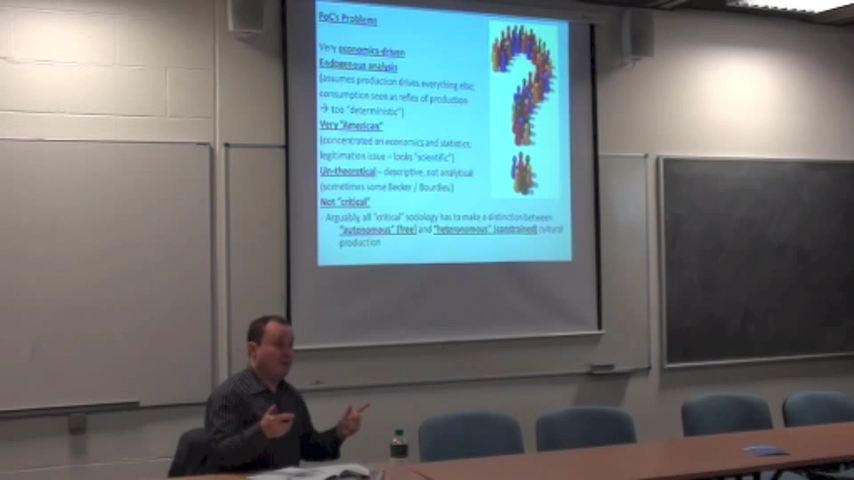 PoC's Problems
Very economics-driven
Endogenous analysis
(assumes production drives everything else;
consumption seen as reflex of production
→ too "deterministic")
Very "American"
(concentrated on economics and statistics;
legitimation issue – looks "scientific")
Un-theoretical – descriptive, not analytical
(sometimes some Becker / Bourdieu)
Not "critical"
- Arguably, all "critical" sociology has to make a distinction between
"autonomous" (free) and "heteronomous" (constrained) cultural
production